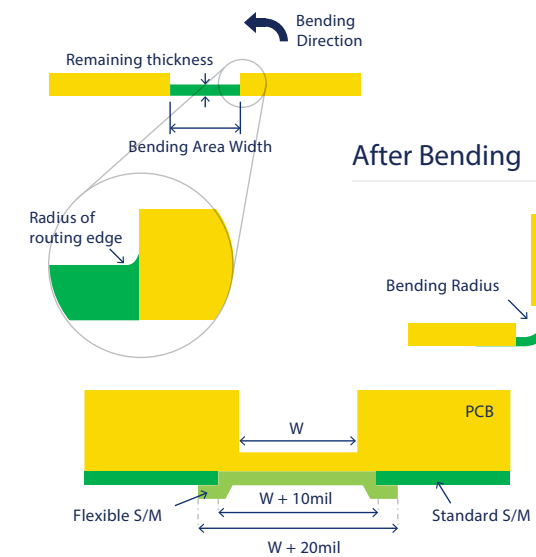 Bending
Direction
Remaining thickness
Bending Area Width
After Bending
Radius of
routing edge
Bending Radius
PCB
W
W + 10mil
Flexible S/M
Standard S/M
W + 20mil